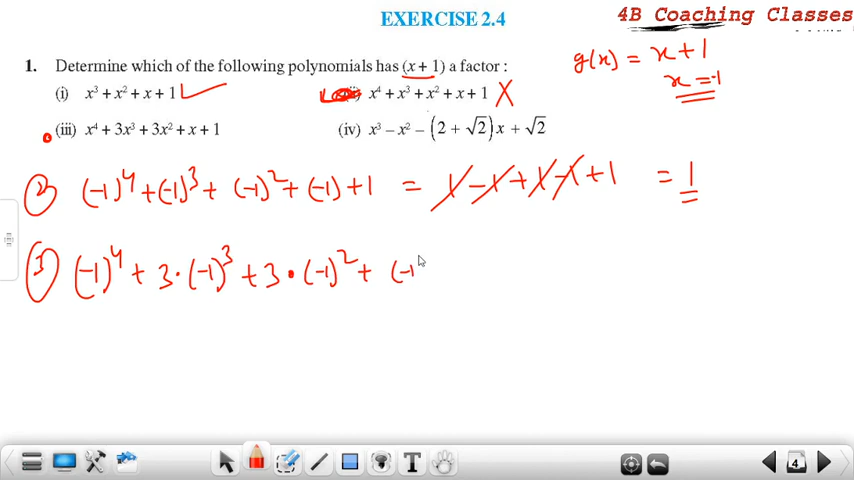 EXERCISE 2.4
4B Coaching Classes
1. Determine which of the following polynomials has (x + 1) a factor :
g(x) = x + 1
x = -1
(i) x³ + x² + x + 1
x⁴ + x³ + x² + x + 1
(iii) x⁴ + 3x³ + 3x² + x + 1
(iv) x³ – x² – (2 + √2) x + √2
② (-1)⁴ + (-1)³ + (-1)² + (-1) + 1 = 1 - 1 + 1 - 1 + 1 = 1
③ (-1)⁴ + 3·(-1)³ + 3·(-1)² + (-1
T
4